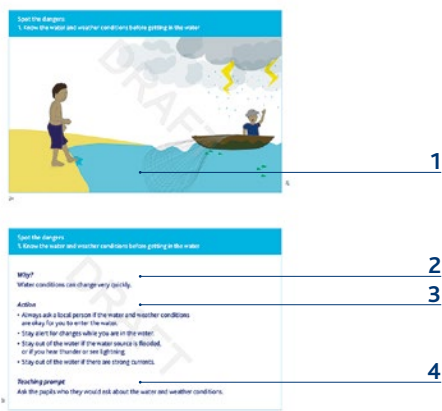 Spot the dangers
1. Know the water and weather conditions before getting in the water
DRAFT
1
Spot the dangers
1. Know the water and weather conditions before getting in the water
DRAFT
Why?
2
Water conditions can change very quickly.
Action
3
• Always ask a local person if the water and weather conditions
are okay for you to enter the water.
• Stay alert for changes while you are in the water.
• Stay out of the water if the water source is flooded,
or if you hear thunder or see lightning.
• Stay out of the water if there are strong currents.
Teaching prompt
4
Ask the pupils who they would ask about the water and weather conditions.